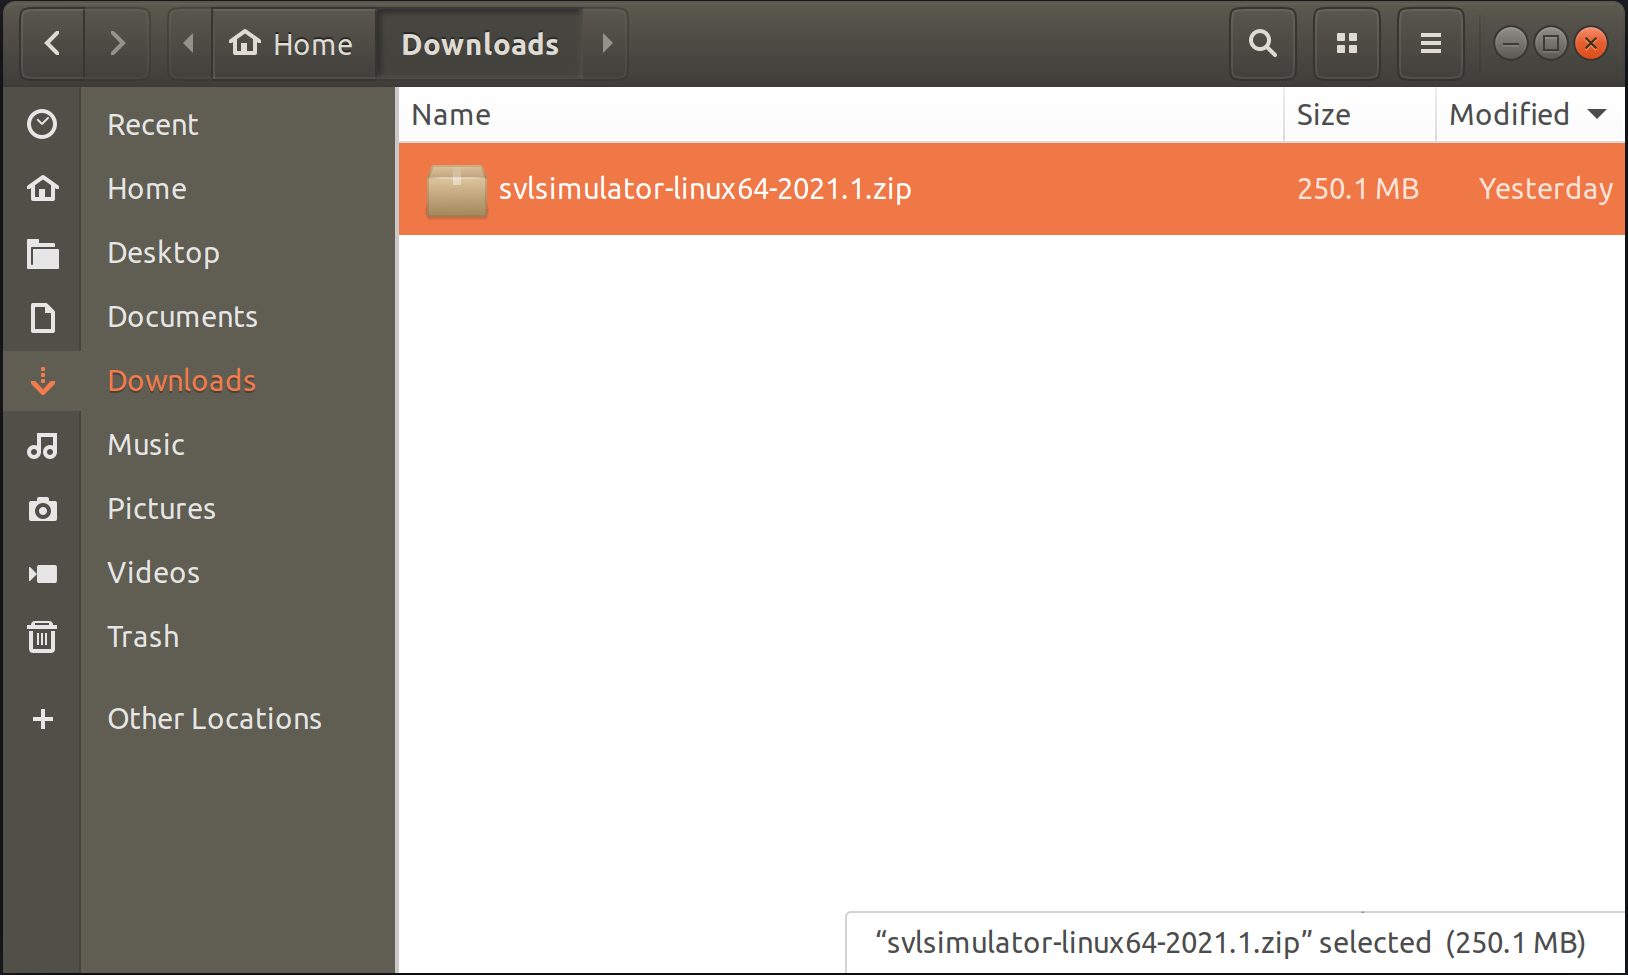 Home Downloads
Recent
Home
Desktop
Documents
Downloads
Music
Pictures
Videos
Trash
Other Locations
Name Size Modified
svlsimulator-linux64-2021.1.zip 250.1 MB Yesterday
“svlsimulator-linux64-2021.1.zip” selected (250.1 MB)